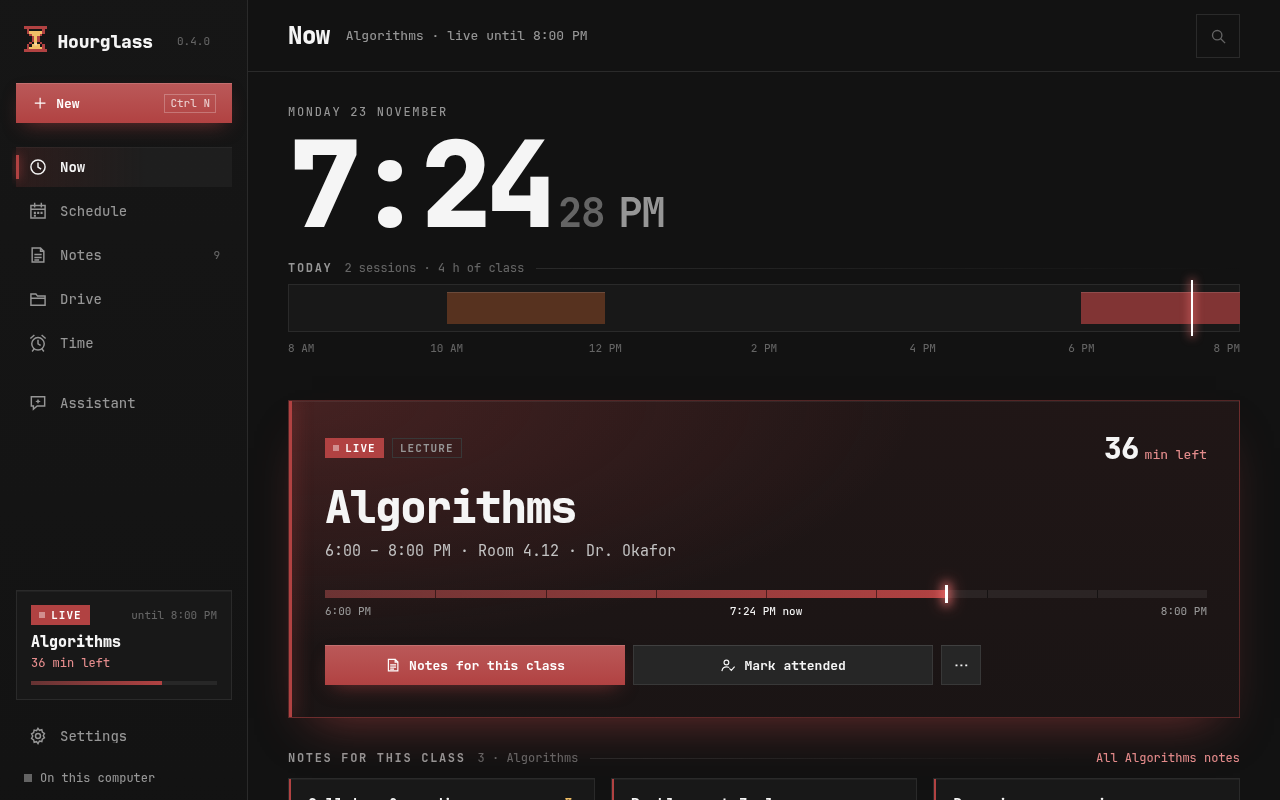 Hourglass 0.4.0
New Ctrl N
Now
Schedule
Notes 9
Drive
Time
Assistant
LIVE until 8:00 PM
Algorithms
36 min left
Settings
On this computer
Now Algorithms · live until 8:00 PM
MONDAY 23 NOVEMBER
7:24 28 PM
TODAY 2 sessions · 4 h of class
8 AM 10 AM 12 PM 2 PM 4 PM 6 PM 8 PM
LIVE LECTURE 36 min left
Algorithms
6:00 – 8:00 PM · Room 4.12 · Dr. Okafor
6:00 PM 7:24 PM now 8:00 PM
Notes for this class Mark attended
NOTES FOR THIS CLASS 3 · Algorithms All Algorithms notes